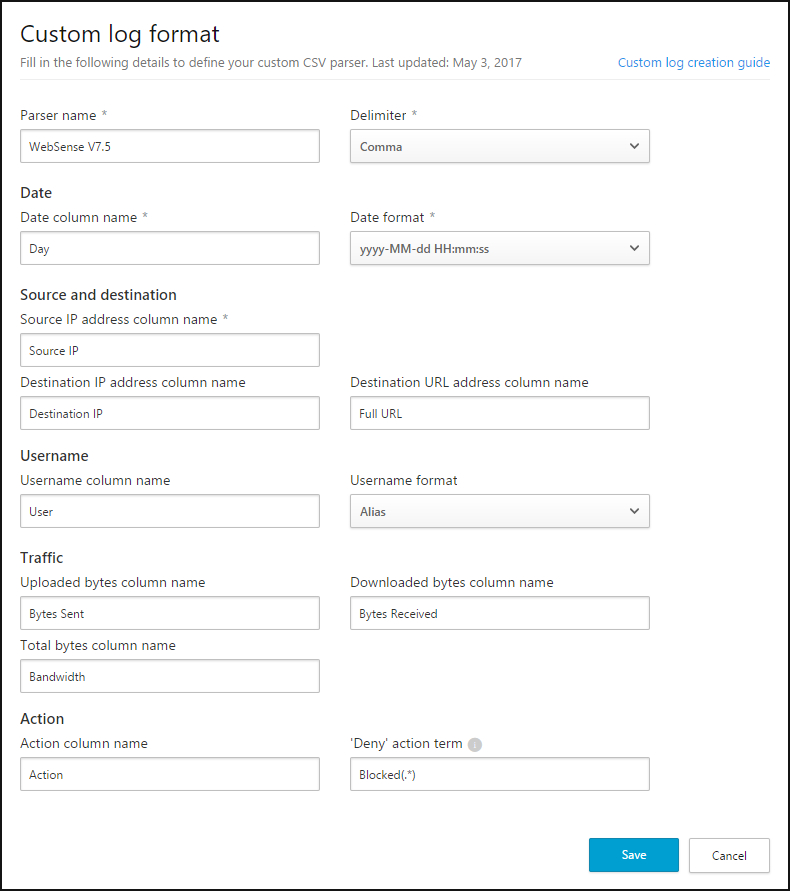 Custom log format
Fill in the following details to define your custom CSV parser. Last updated: May 3, 2017
Custom log creation guide
Parser name *
Delimiter *
WebSense V7.5
Comma
Date
Date column name *
Date format *
Day
yyyy-MM-dd HH:mm:ss
Source and destination
Source IP address column name *
Source IP
Destination IP address column name
Destination URL address column name
Destination IP
Full URL
Username
Username column name
Username format
User
Alias
Traffic
Uploaded bytes column name
Downloaded bytes column name
Bytes Sent
Bytes Received
Total bytes column name
Bandwidth
Action
Action column name
'Deny' action term i
Action
Blocked(.*)
Save
Cancel